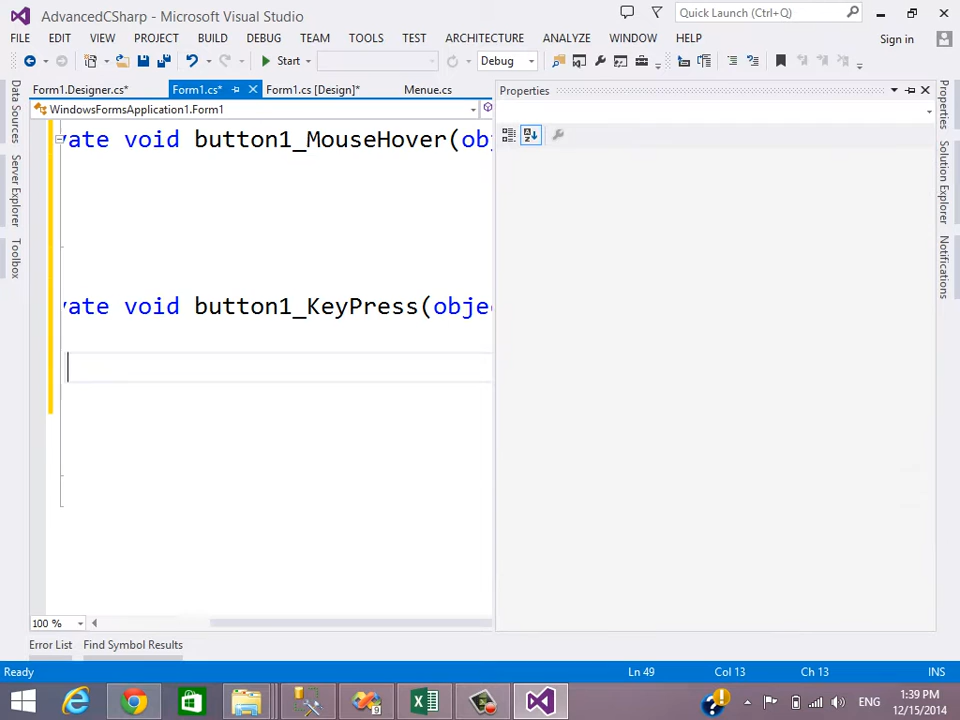 AdvancedCSharp - Microsoft Visual Studio
Quick Launch (Ctrl+Q)
FILE EDIT VIEW PROJECT BUILD DEBUG TEAM TOOLS TEST ARCHITECTURE ANALYZE WINDOW HELP
Sign in
Start
Debug
Form1.Designer.cs* Form1.cs* Form1.cs [Design]* Menue.cs
Properties
WindowsFormsApplication1.Form1
Data Sources
Server Explorer
Toolbox
vate void button1_MouseHover(obj
vate void button1_KeyPress(objec
Properties
Solution Explorer
Notifications
100 %
Error List Find Symbol Results
Ready
Ln 49 Col 13 Ch 13 INS
ENG
1:39 PM
12/15/2014